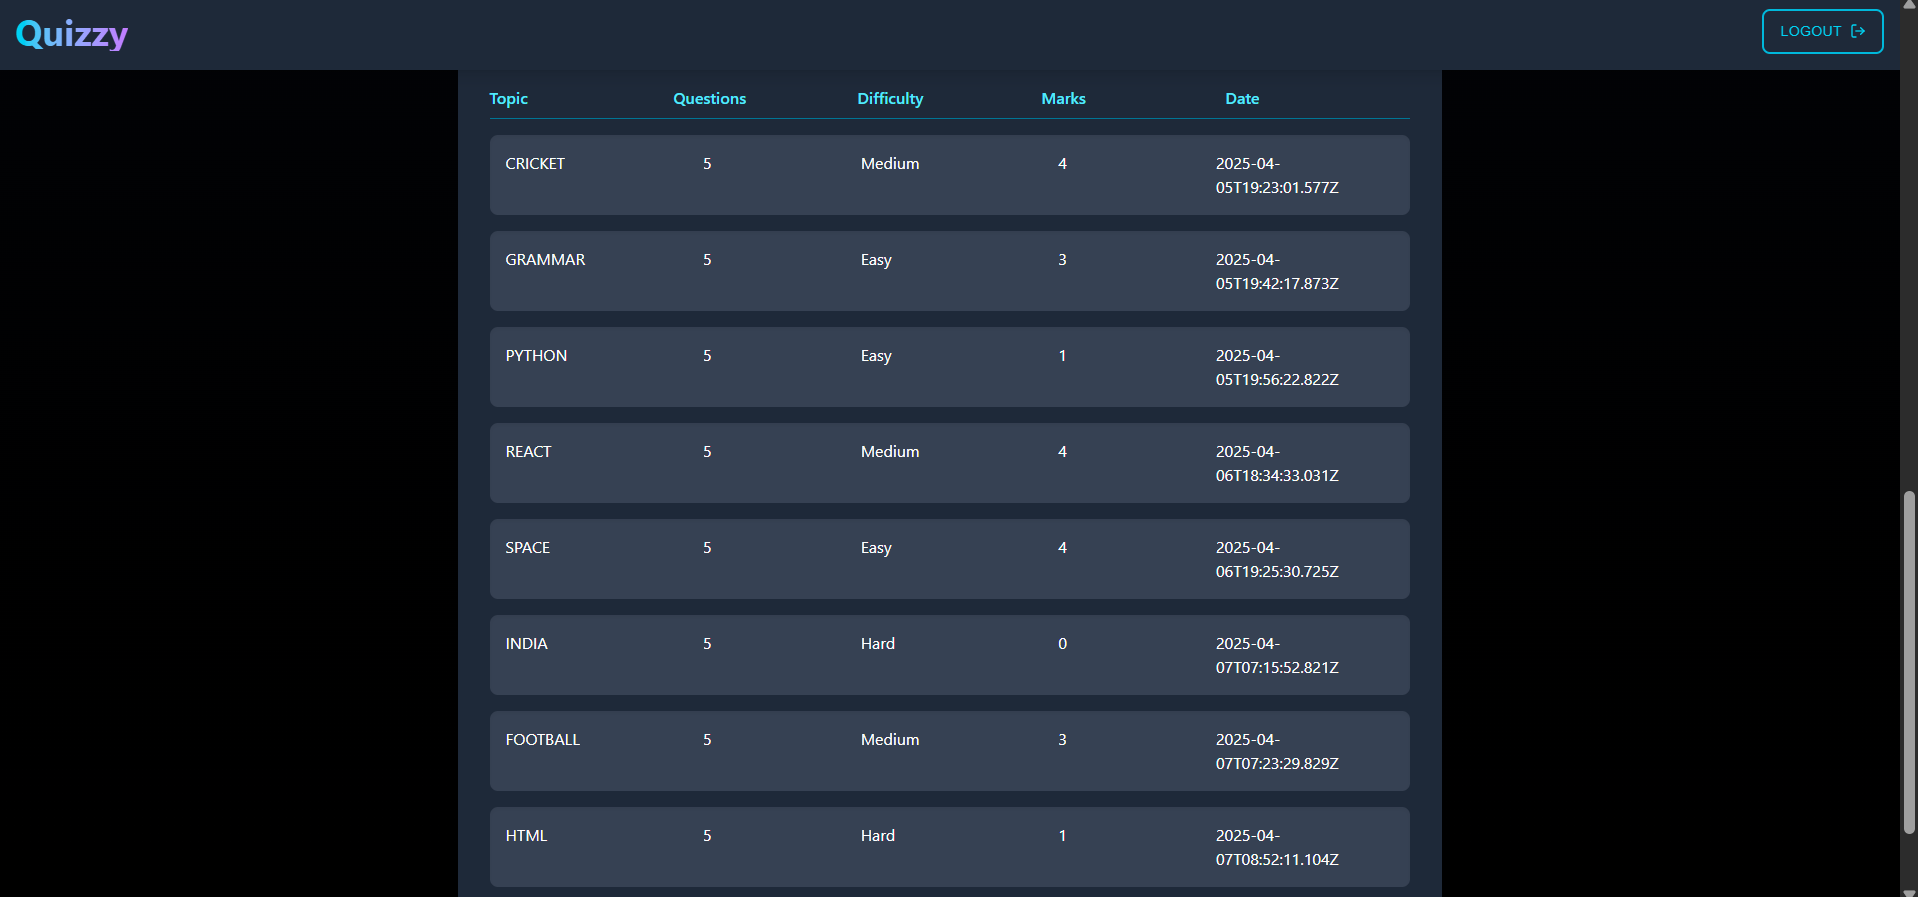 Quizzy
LOGOUT
Topic Questions Difficulty Marks Date
CRICKET 5 Medium 4 2025-04-
05T19:23:01.577Z
GRAMMAR 5 Easy 3 2025-04-
05T19:42:17.873Z
PYTHON 5 Easy 1 2025-04-
05T19:56:22.822Z
REACT 5 Medium 4 2025-04-
06T18:34:33.031Z
SPACE 5 Easy 4 2025-04-
06T19:25:30.725Z
INDIA 5 Hard 0 2025-04-
07T07:15:52.821Z
FOOTBALL 5 Medium 3 2025-04-
07T07:23:29.829Z
HTML 5 Hard 1 2025-04-
07T08:52:11.104Z